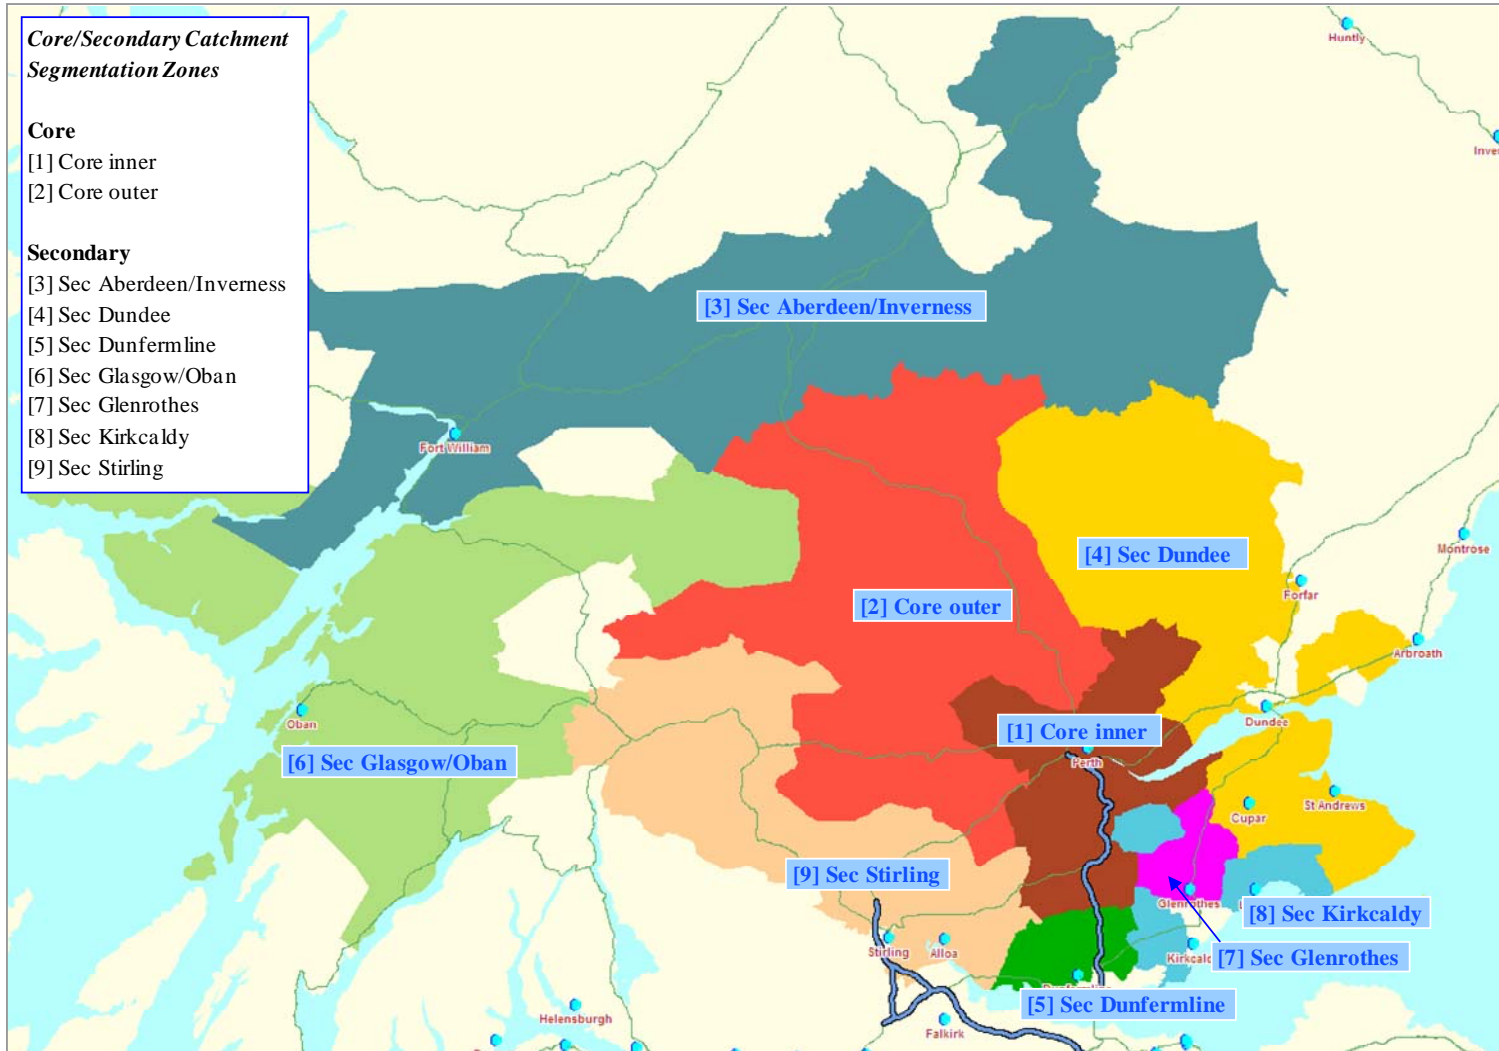 Core/Secondary Catchment
Segmentation Zones
Core
[1] Core inner
[2] Core outer
Secondary
[3] Sec Aberdeen/Inverness
[4] Sec Dundee
[5] Sec Dunfermline
[6] Sec Glasgow/Oban
[7] Sec Glenrothes
[8] Sec Kirkcaldy
[9] Sec Stirling
Huntly
[3] Sec Aberdeen/Inverness
Fort William
[4] Sec Dundee
Montrose
Forfar
[2] Core outer
Arbroath
Oban
Dundee
[1] Core inner
[6] Sec Glasgow/Oban
Perth
St Andrews
Cupar
[9] Sec Stirling
Glenrothes
[8] Sec Kirkcaldy
Stirling
Alloa
[7] Sec Glenrothes
[5] Sec Dunfermline
Helensburgh
Falkirk